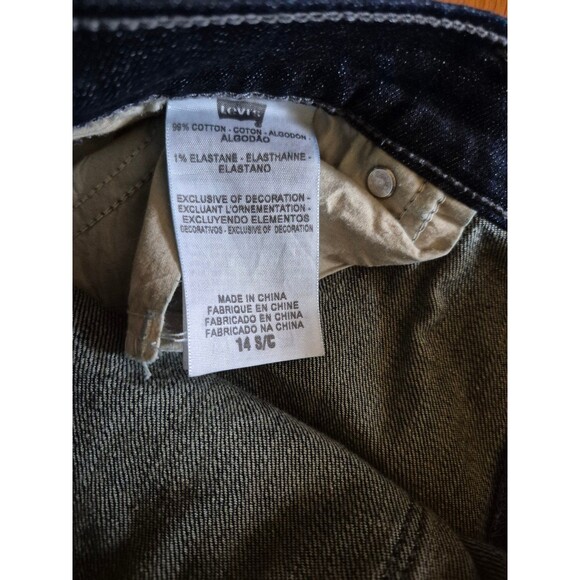 Levi's
99% COTTON - COTON - ALGODÓN
ALGODÃO
1% ELASTANE - ELASTHANNE -
ELASTANO
EXCLUSIVE OF DECORATION -
EXCLUANT L'ORNEMENTATION -
EXCLUYENDO ELEMENTOS
DECORATIVOS - EXCLUSIVE OF DECORATION
MADE IN CHINA
FABRIQUE EN CHINE
FABRICADO EN CHINA
FABRICADO NA CHINA
14 S/C